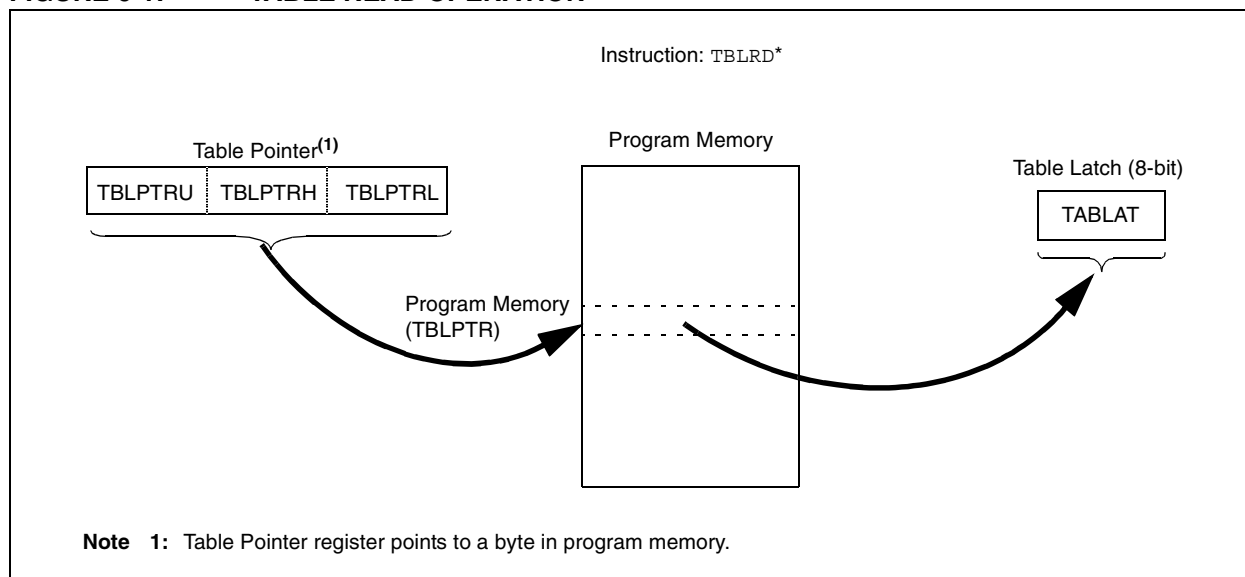 Instruction: TBLRD*
Table Pointer(1)
Program Memory
Table Latch (8-bit)
TBLPTRU TBLPTRH TBLPTRL
TABLAT
Program Memory
(TBLPTR)
Note 1: Table Pointer register points to a byte in program memory.